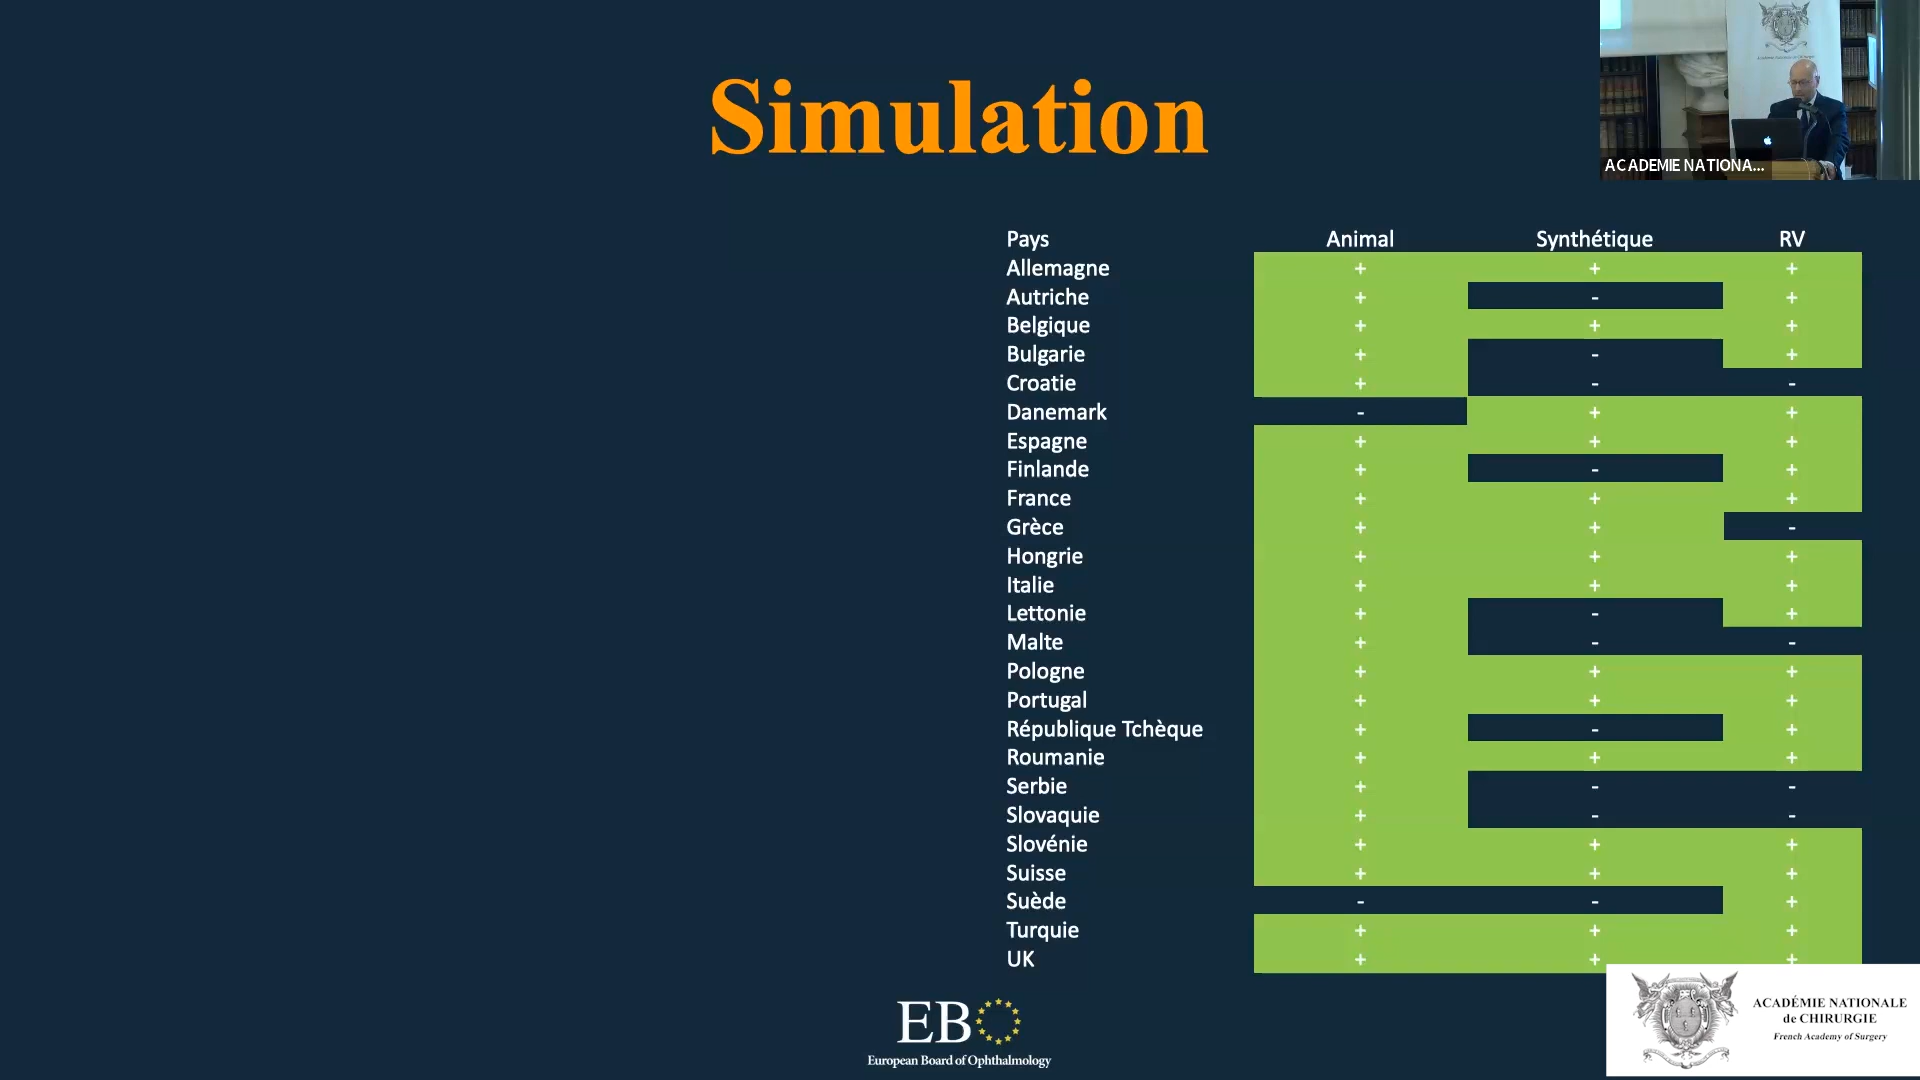 Simulation
ACADEMIE NATIONA...
Pays Animal Synthétique RV
Allemagne + + +
Autriche + - +
Belgique + + +
Bulgarie + - +
Croatie + - -
Danemark - + +
Espagne + + +
Finlande + - +
France + + +
Grèce + + -
Hongrie + + +
Italie + + +
Lettonie + - +
Malte + - -
Pologne + + +
Portugal + + +
République Tchèque + - +
Roumanie + + +
Serbie + - -
Slovaquie + - -
Slovénie + + +
Suisse + + +
Suède - - +
Turquie + + +
UK + + +
EBO
European Board of Ophthalmology
ACADÉMIE NATIONALE
de CHIRURGIE
French Academy of Surgery